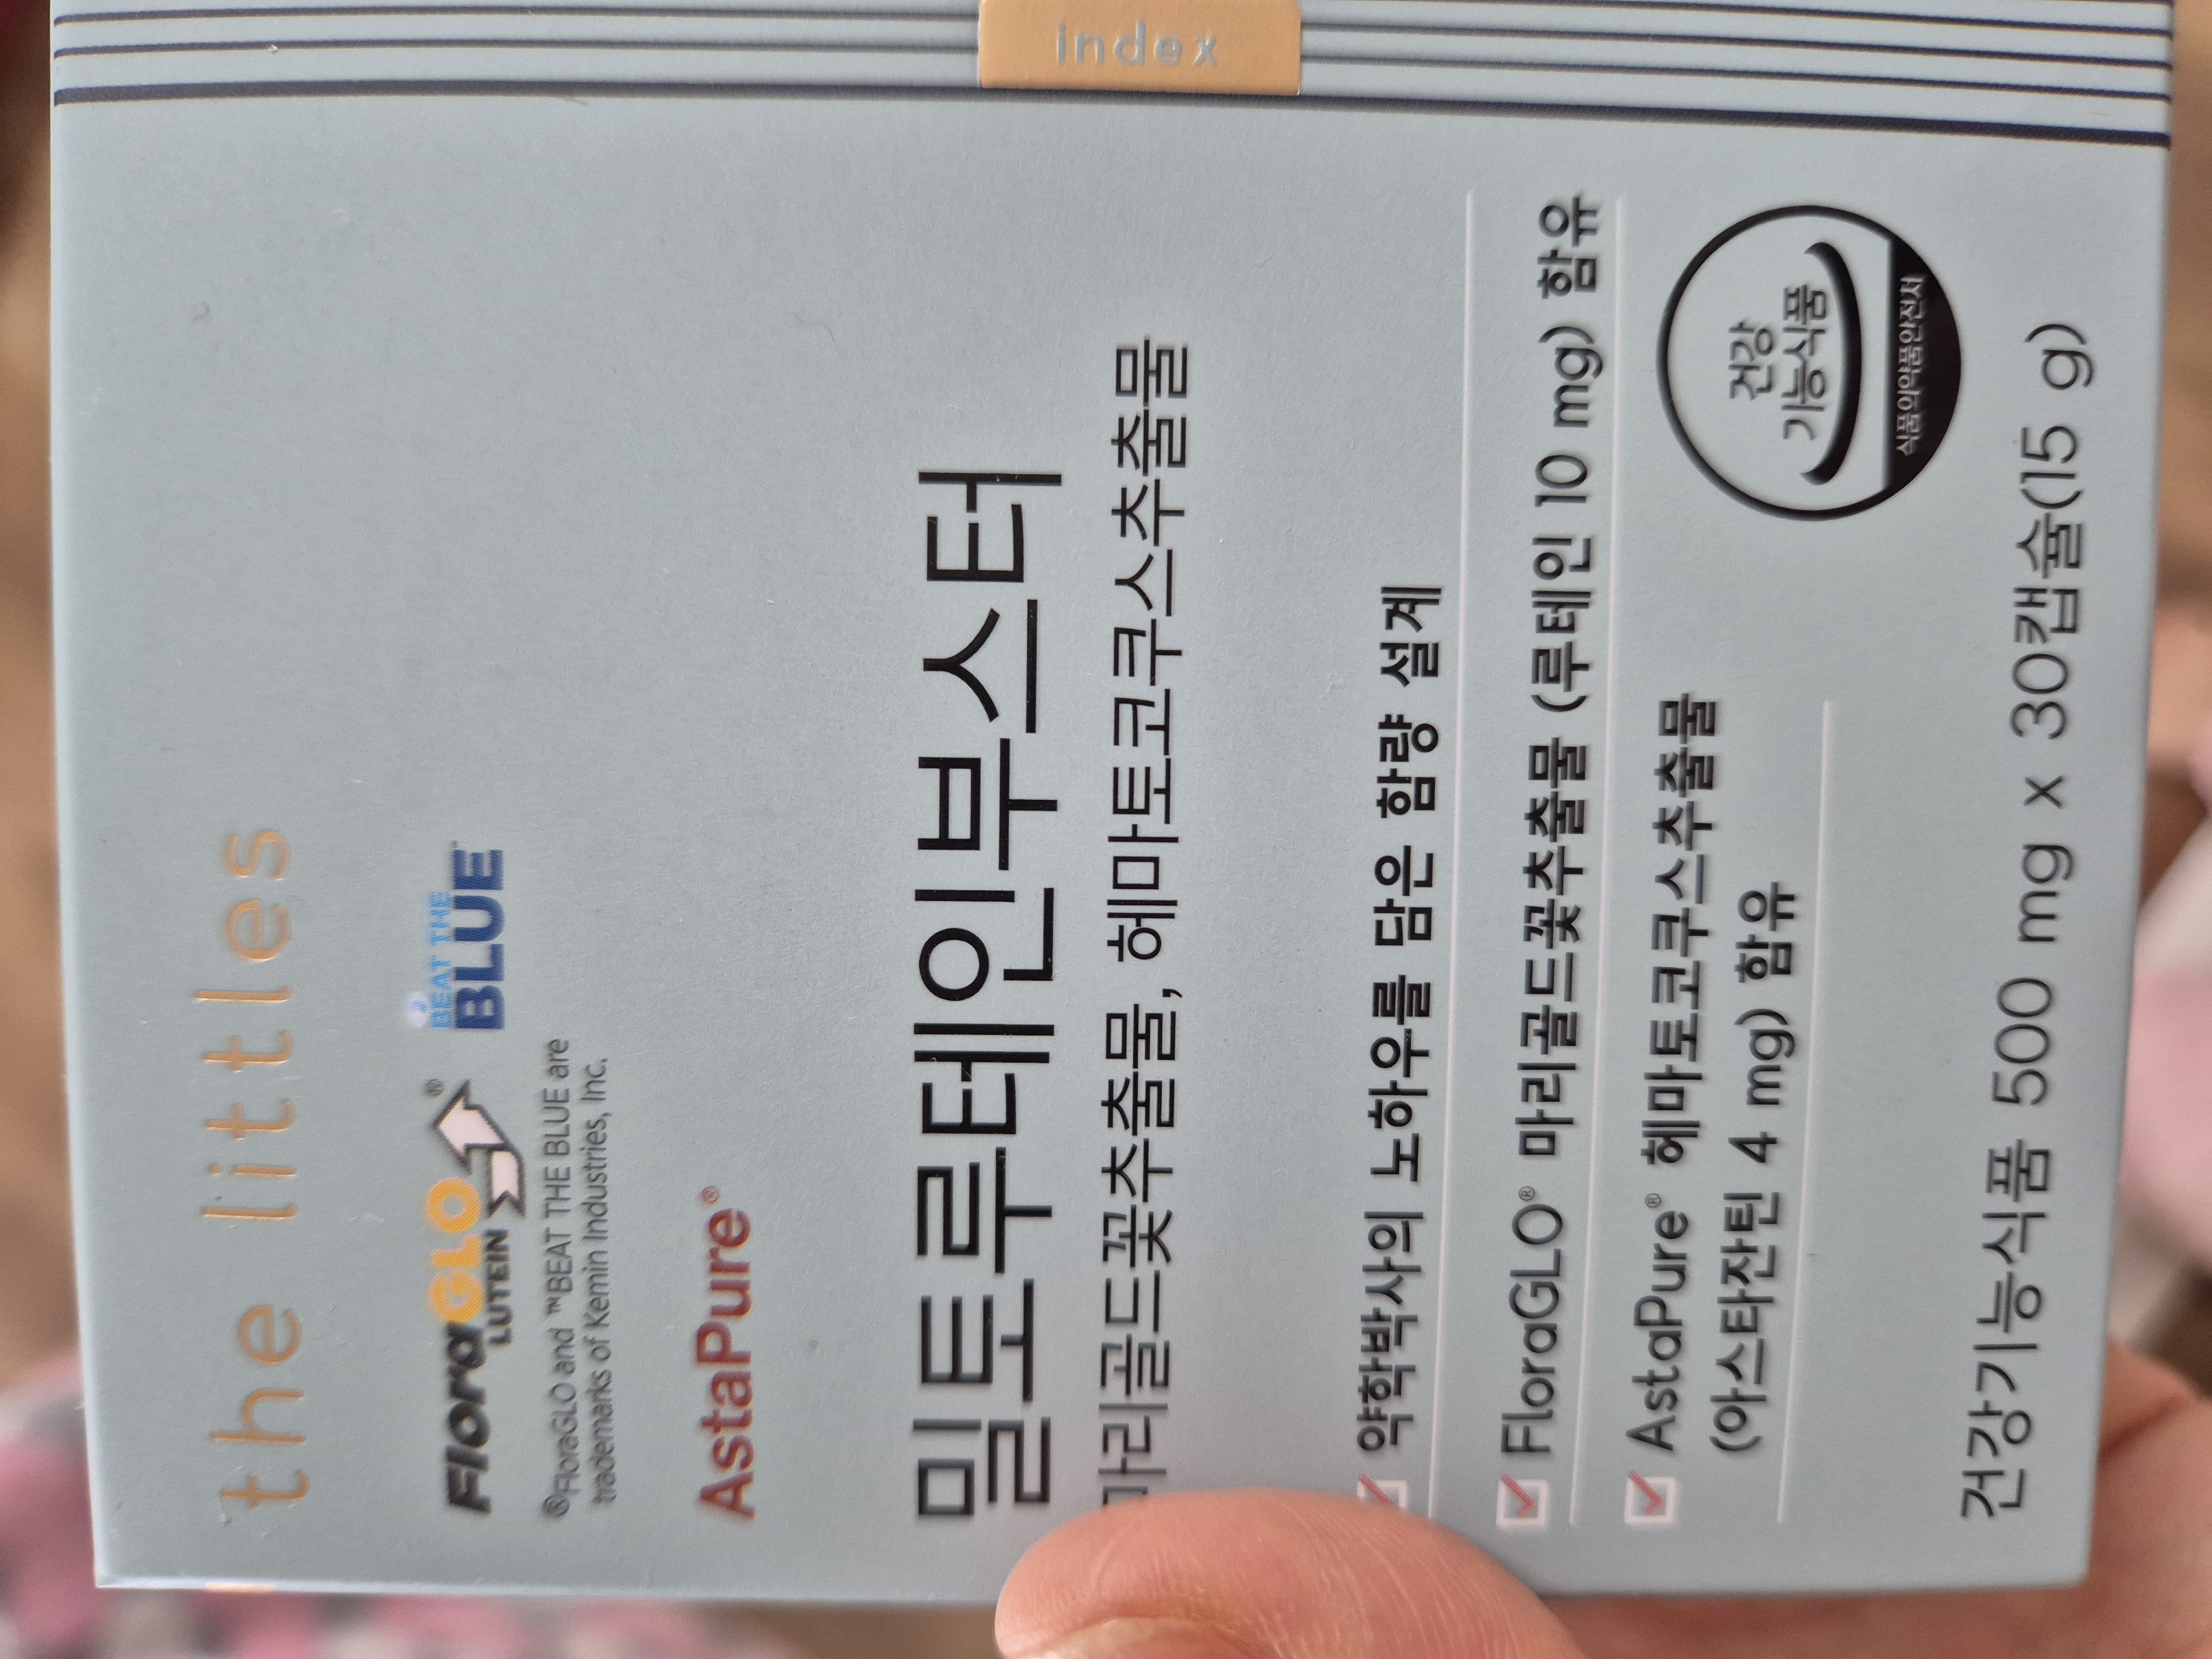 index
the littles
FloraGLO®
LUTEIN
BEAT THE
BLUE™
®FloraGLO and ™BEAT THE BLUE are
trademarks of Kemin Industries, Inc.
AstaPure®
밀토루테인부스터
마리골드꽃추출물, 헤마토코쿠스추출물
약학박사의 노하우를 담은 함량 설계
FloraGLO® 마리골드꽃추출물 (루테인 10 mg) 함유
AstaPure® 헤마토코쿠스추출물
(아스타잔틴 4 mg) 함유
건강
기능식품
식품의약품안전처
건강기능식품 500 mg x 30캡슐(15 g)